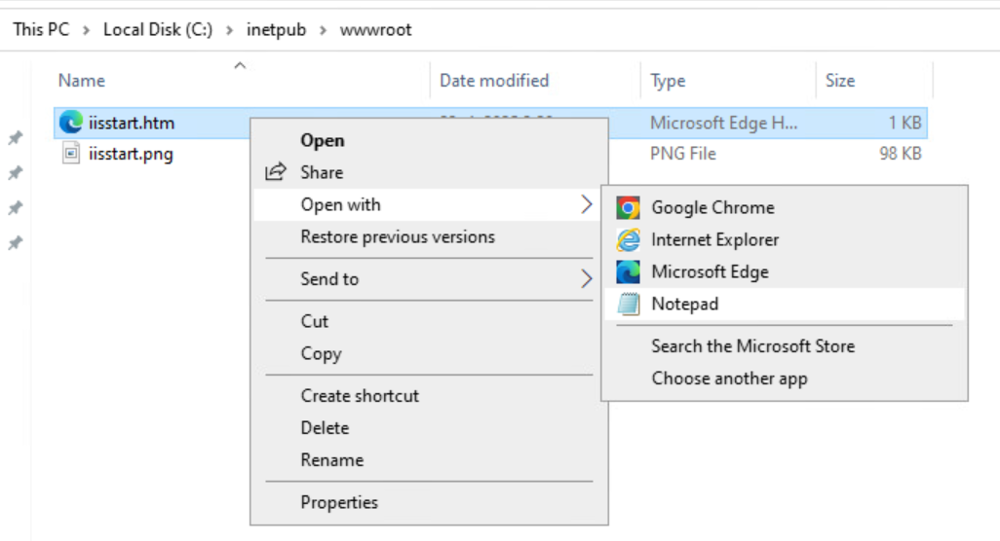 This PC > Local Disk (C:) > inetpub > wwwroot
Name Date modified Type Size
iisstart.htm Microsoft Edge H... 1 KB
iisstart.png PNG File 98 KB
Open
Share
Open with
Restore previous versions
Send to
Cut
Copy
Create shortcut
Delete
Rename
Properties
Google Chrome
Internet Explorer
Microsoft Edge
Notepad
Search the Microsoft Store
Choose another app